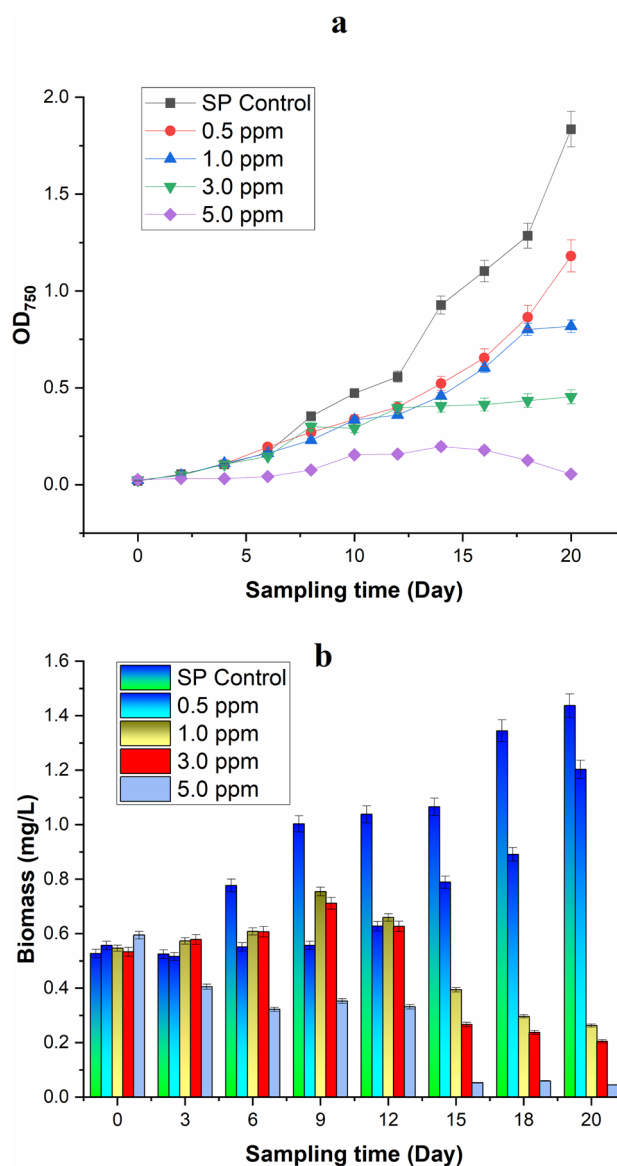 a
SP Control
0.5 ppm
1.0 ppm
3.0 ppm
5.0 ppm
2.0
1.5
1.0
0.5
0.0
OD750
0 5 10 15 20
Sampling time (Day)
b
SP Control
0.5 ppm
1.0 ppm
3.0 ppm
5.0 ppm
1.6
1.4
1.2
1.0
0.8
0.6
0.4
0.2
0.0
Biomass (mg/L)
0 3 6 9 12 15 18 20
Sampling time (Day)